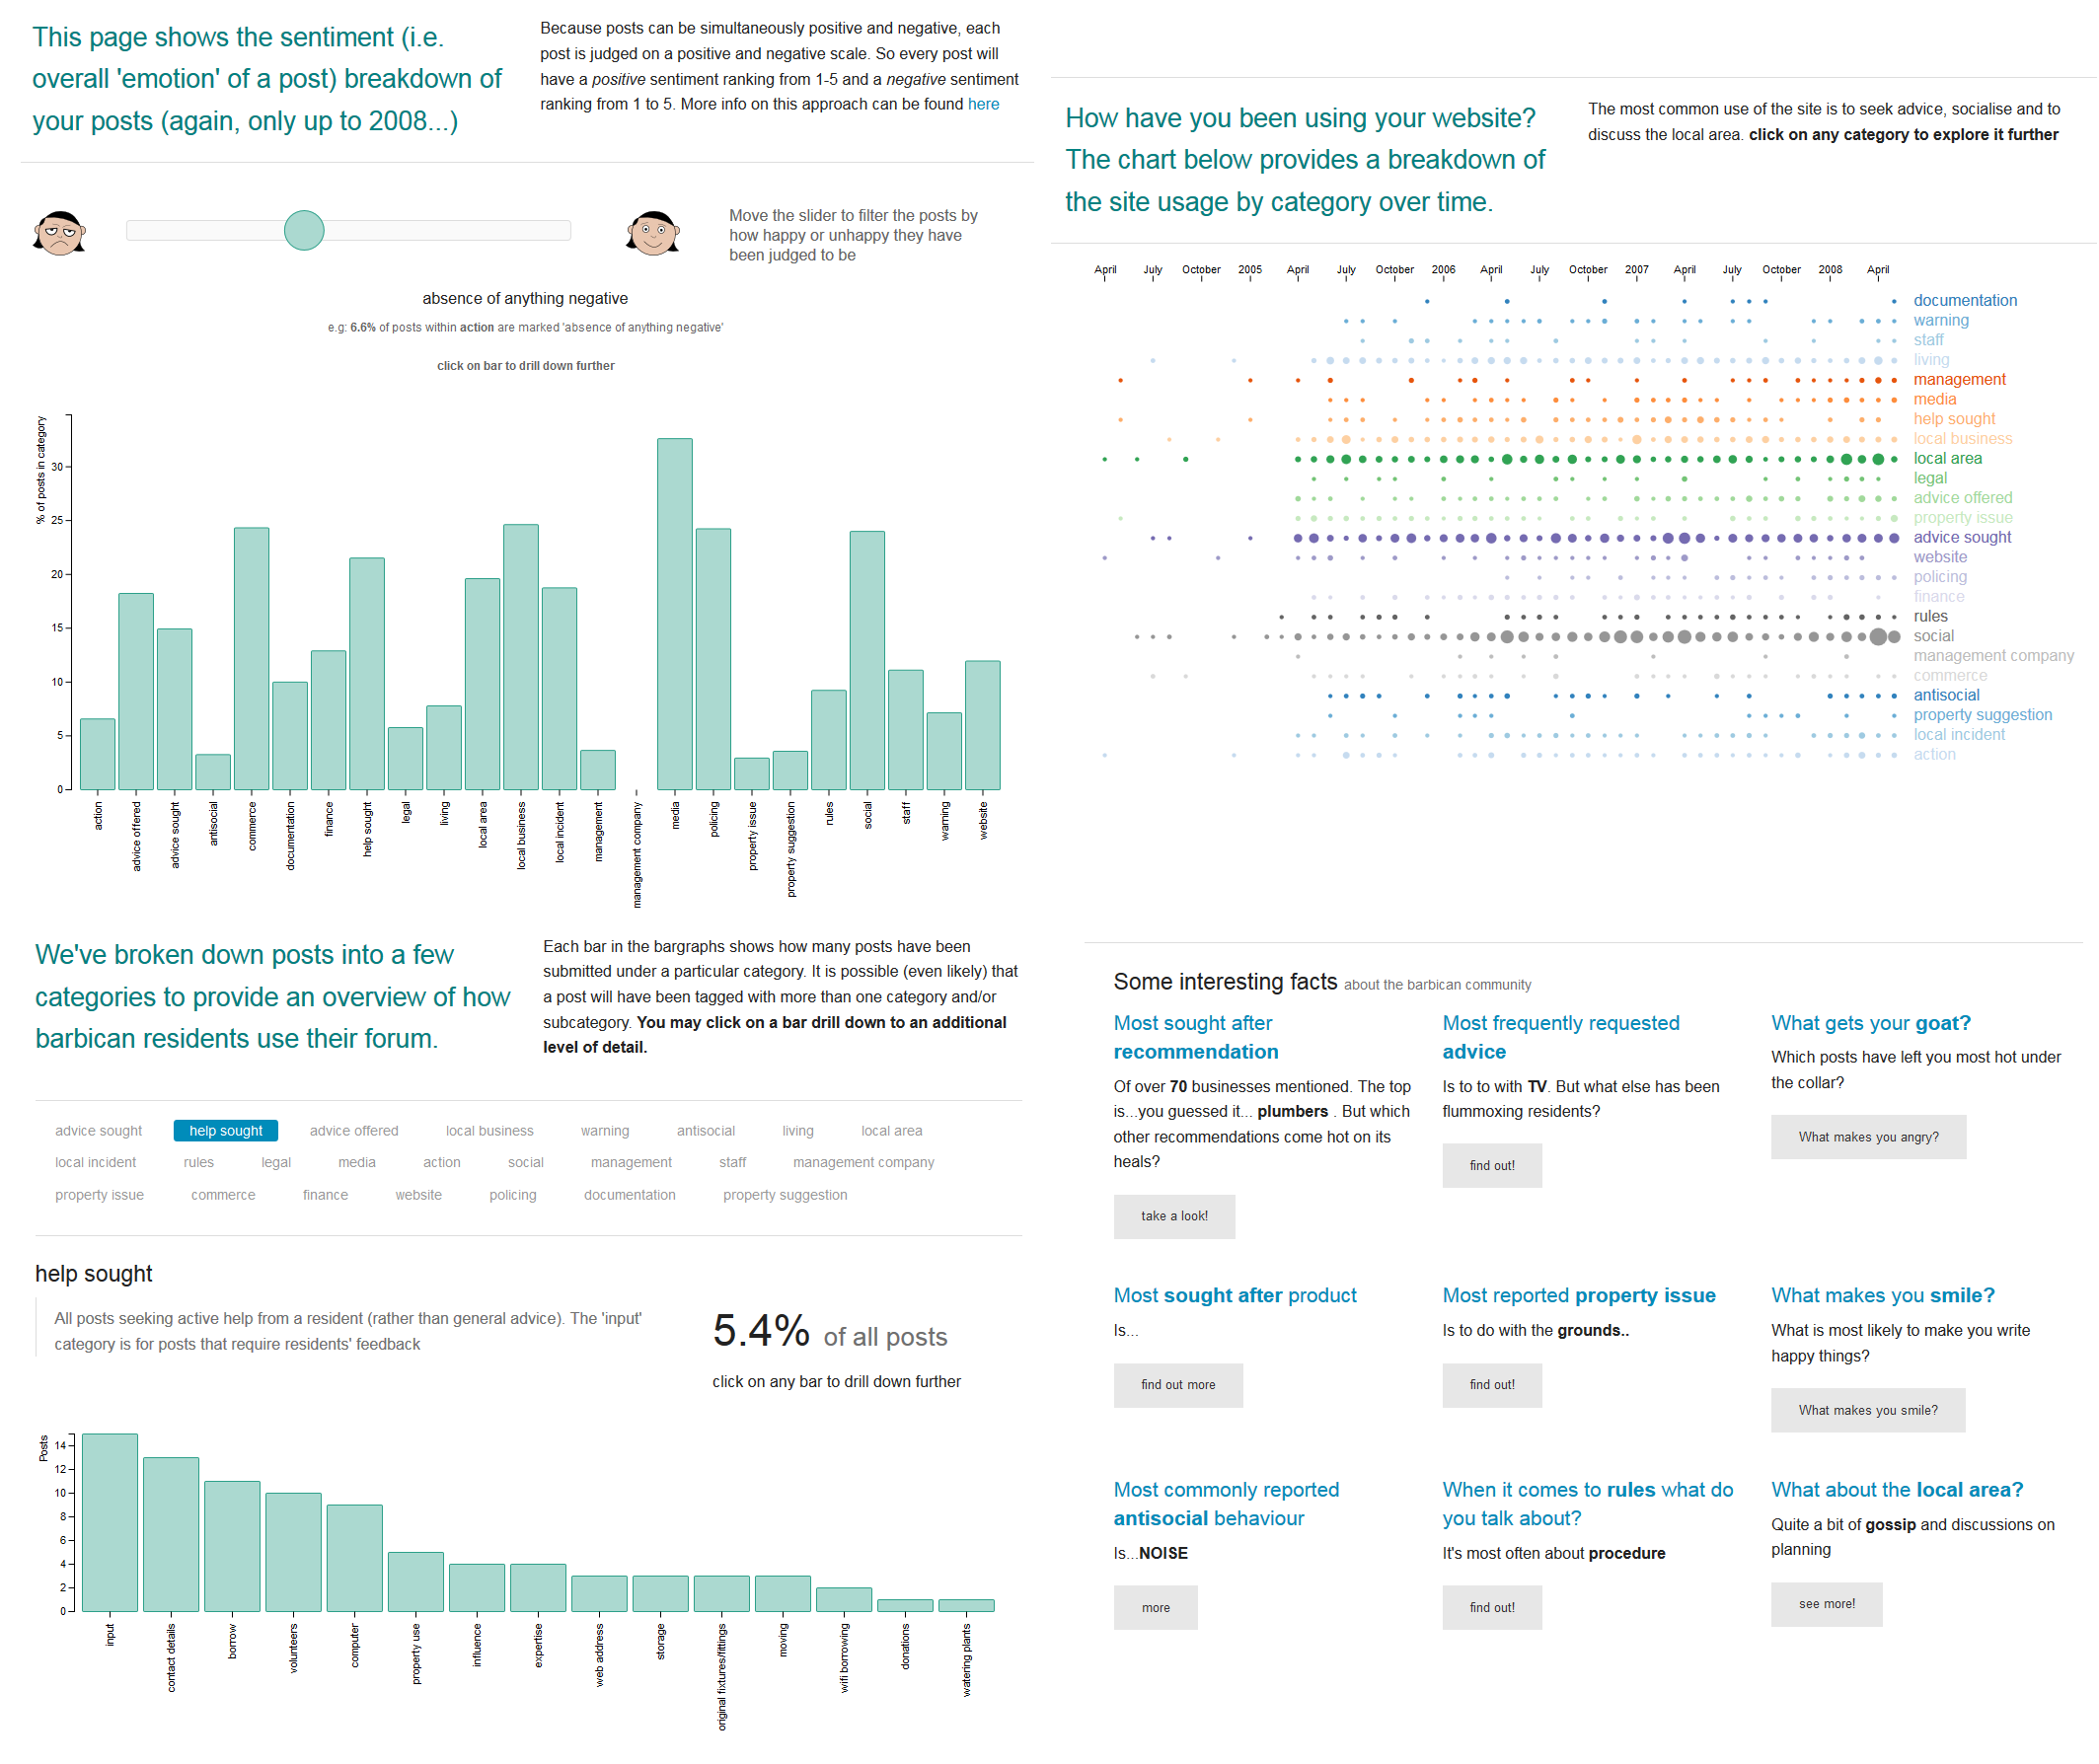 This page shows the sentiment (i.e.
overall 'emotion' of a post) breakdown of
your posts (again, only up to 2008...)
Because posts can be simultaneously positive and negative, each
post is judged on a positive and negative scale. So every post will
have a positive sentiment ranking from 1-5 and a negative sentiment
ranking from 1 to 5. More info on this approach can be found here
Move the slider to filter the posts by
how happy or unhappy they have
been judged to be
absence of anything negative
e.g: 6.6% of posts within action are marked 'absence of anything negative'
click on bar to drill down further
% of posts in category
30
25
20
15
10
5
0
action
advice offered
advice sought
antisocial
commerce
documentation
finance
help sought
legal
living
local area
local business
local incident
management
management company
media
policing
property issue
property suggestion
rules
social
staff
warning
website
How have you been using your website?
The chart below provides a breakdown of
the site usage by category over time.
The most common use of the site is to seek advice, socialise and to
discuss the local area. click on any category to explore it further
April July October 2005 April July October 2006 April July October 2007 April July October 2008 April
documentation
warning
staff
living
management
media
help sought
local business
local area
legal
advice offered
property issue
advice sought
website
policing
finance
rules
social
management company
commerce
antisocial
property suggestion
local incident
action
We've broken down posts into a few
categories to provide an overview of how
barbican residents use their forum.
Each bar in the bargraphs shows how many posts have been
submitted under a particular category. It is possible (even likely) that
a post will have been tagged with more than one category and/or
subcategory. You may click on a bar drill down to an additional
level of detail.
advice sought help sought advice offered local business warning antisocial living local area
local incident rules legal media action social management staff management company
property issue commerce finance website policing documentation property suggestion
help sought
All posts seeking active help from a resident (rather than general advice). The 'input'
category is for posts that require residents' feedback
5.4% of all posts
click on any bar to drill down further
Posts
14
12
10
8
6
4
2
0
input
contact details
borrow
volunteers
computer
property use
influence
expertise
web address
storage
original fixtures/fittings
moving
wifi borrowing
donations
watering plants
Some interesting facts about the barbican community
Most sought after
recommendation
Of over 70 businesses mentioned. The top
is...you guessed it... plumbers . But which
other recommendations come hot on its
heals?
take a look!
Most frequently requested
advice
Is to to with TV. But what else has been
flummoxing residents?
find out!
What gets your goat?
Which posts have left you most hot under
the collar?
What makes you angry?
Most sought after product
Is...
find out more
Most reported property issue
Is to do with the grounds..
find out!
What makes you smile?
What is most likely to make you write
happy things?
What makes you smile?
Most commonly reported
antisocial behaviour
Is...NOISE
more
When it comes to rules what do
you talk about?
It's most often about procedure
find out!
What about the local area?
Quite a bit of gossip and discussions on
planning
see more!